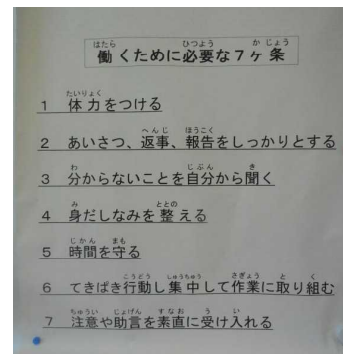 働くために必要な7ヶ条
1 体力をつける
2 あいさつ、返事、報告をしっかりとする
3 分からないことを自分から聞く
4 身だしなみを整える
5 時間を守る
6 てきぱき行動し集中して作業に取り組む
7 注意や助言を素直に受け入れる